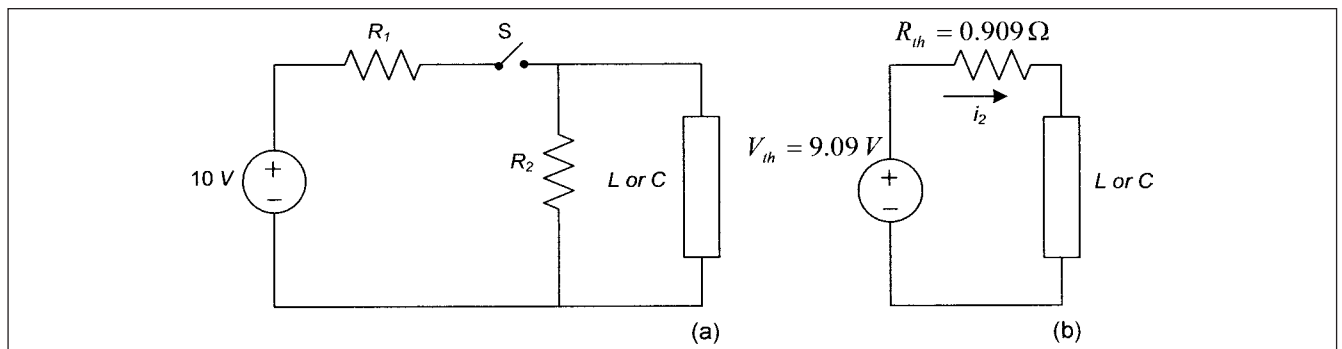 R1
S
10 V
R2
L or C
(a)
Rth = 0.909 Ω
i2
Vth = 9.09 V
L or C
(b)